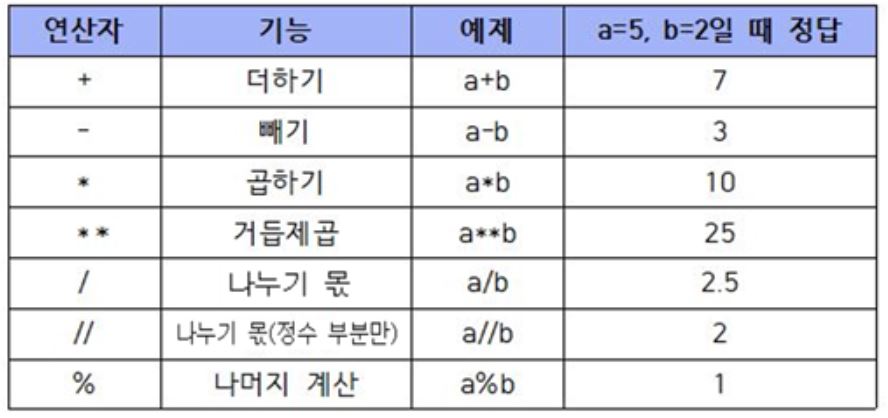 연산자 기능 예제 a=5, b=2일 때 정답
+ 더하기 a+b 7
- 빼기 a-b 3
* 곱하기 a*b 10
** 거듭제곱 a**b 25
/ 나누기 몫 a/b 2.5
// 나누기 몫(정수 부분만) a//b 2
% 나머지 계산 a%b 1